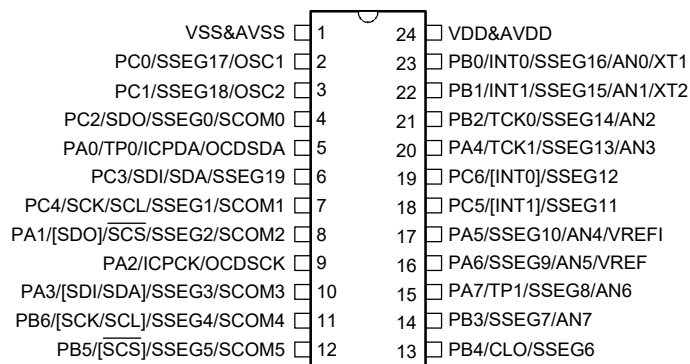 VSS&AVSS 1 24 VDD&AVDD
PC0/SSEG17/OSC1 2 23 PB0/INT0/SSEG16/AN0/XT1
PC1/SSEG18/OSC2 3 22 PB1/INT1/SSEG15/AN1/XT2
PC2/SDO/SSEG0/SCOM0 4 21 PB2/TCK0/SSEG14/AN2
PA0/TP0/ICPDA/OCDSDA 5 20 PA4/TCK1/SSEG13/AN3
PC3/SDI/SDA/SSEG19 6 19 PC6/[INT0]/SSEG12
PC4/SCK/SCL/SSEG1/SCOM1 7 18 PC5/[INT1]/SSEG11
PA1/[SDO]/S̅C̅S̅/SSEG2/SCOM2 8 17 PA5/SSEG10/AN4/VREFI
PA2/ICPCK/OCDSCK 9 16 PA6/SSEG9/AN5/VREF
PA3/[SDI/SDA]/SSEG3/SCOM3 10 15 PA7/TP1/SSEG8/AN6
PB6/[SCK/SCL]/SSEG4/SCOM4 11 14 PB3/SSEG7/AN7
PB5/[S̅C̅S̅]/SSEG5/SCOM5 12 13 PB4/CLO/SSEG6